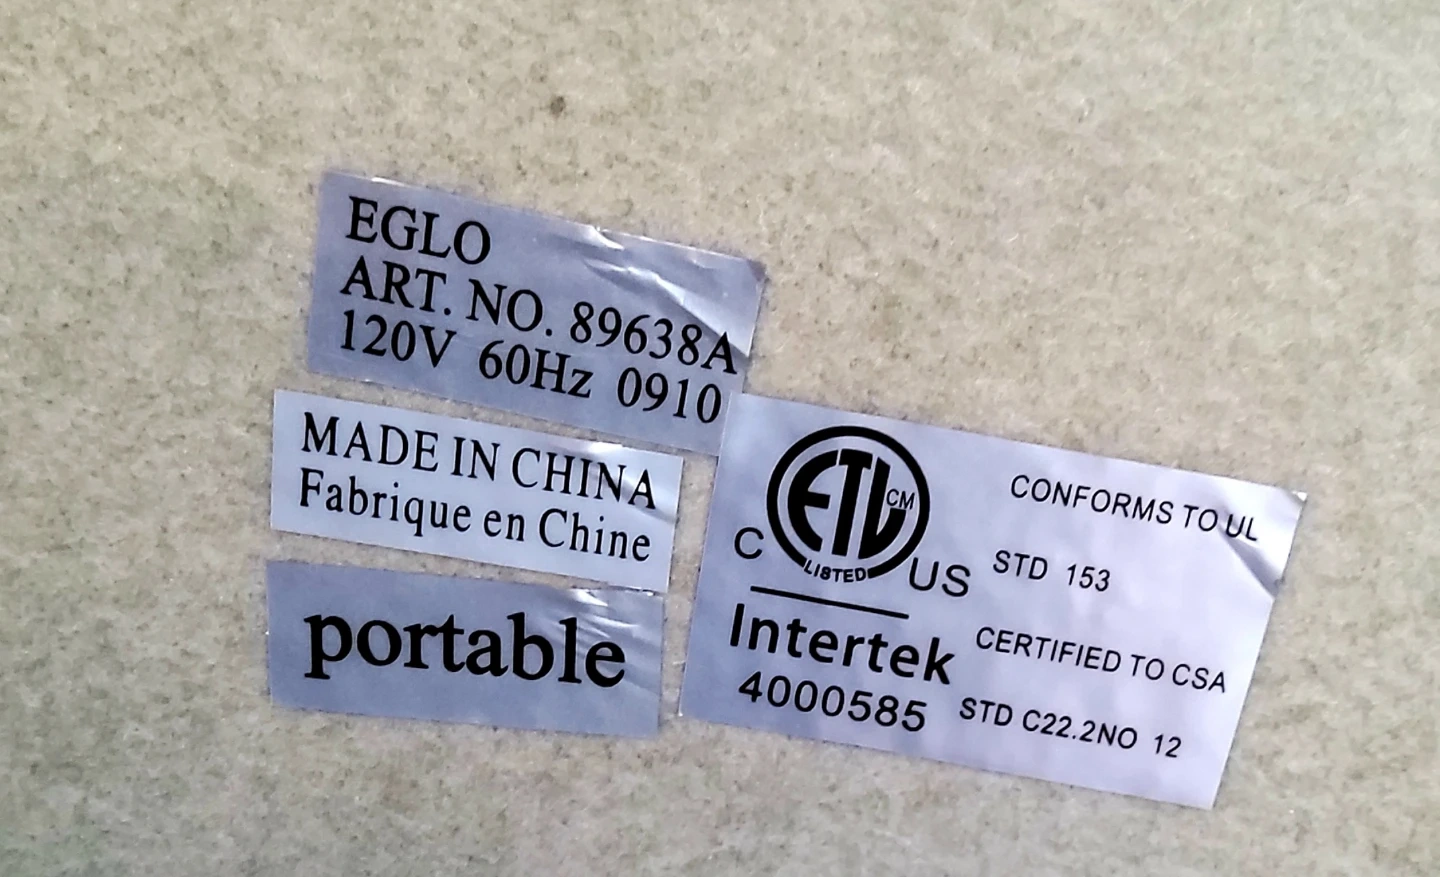 EGLO
ART. NO. 89638A
120V 60Hz 0910
MADE IN CHINA
Fabrique en Chine
portable
ETL CM
LISTED
C US
Intertek
4000585
CONFORMS TO UL
STD 153
CERTIFIED TO CSA
STD C22.2NO 12